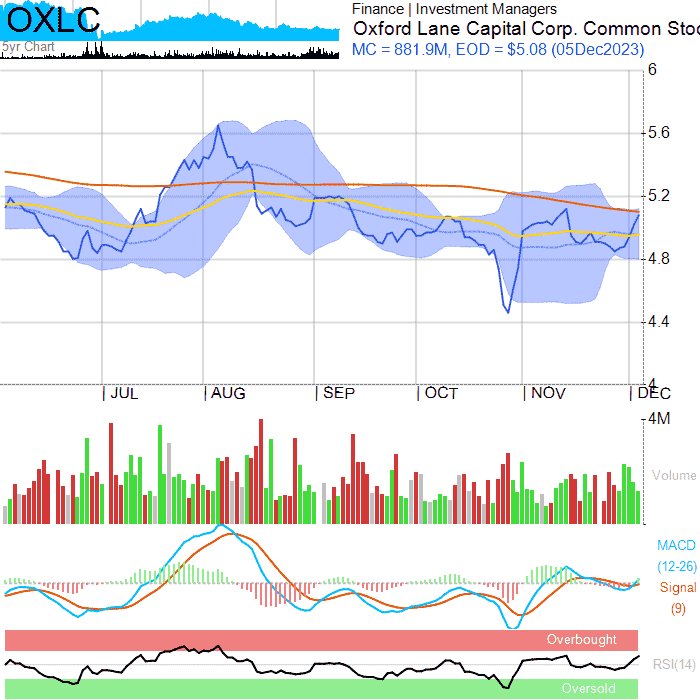 OXLC
5yr Chart
Finance | Investment Managers
Oxford Lane Capital Corp. Common Stoc
MC = 881.9M, EOD = $5.08 (05Dec2023)
6
5.6
5.2
4.8
4.4
4
JUL
AUG
SEP
OCT
NOV
DEC
4M
Volume
MACD
(12-26)
Signal
(9)
Overbought
RSI(14)
Oversold